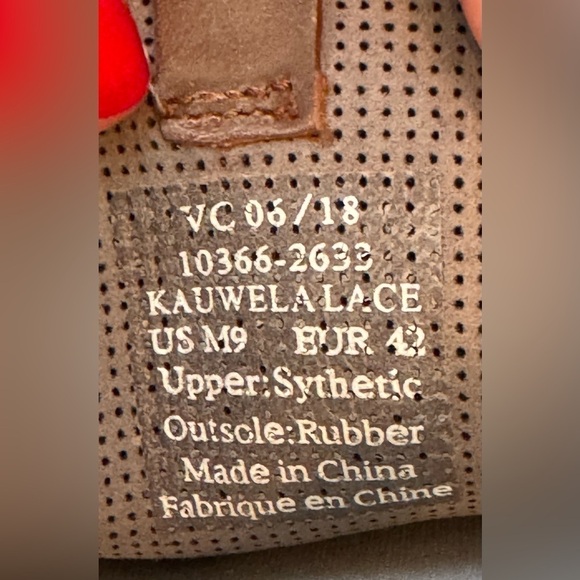 VC 06/18
10366-2633
KAUWELA LACE
US M9 EUR 42
Upper:Sythetic
Outsole:Rubber
Made in China
Fabrique en Chine